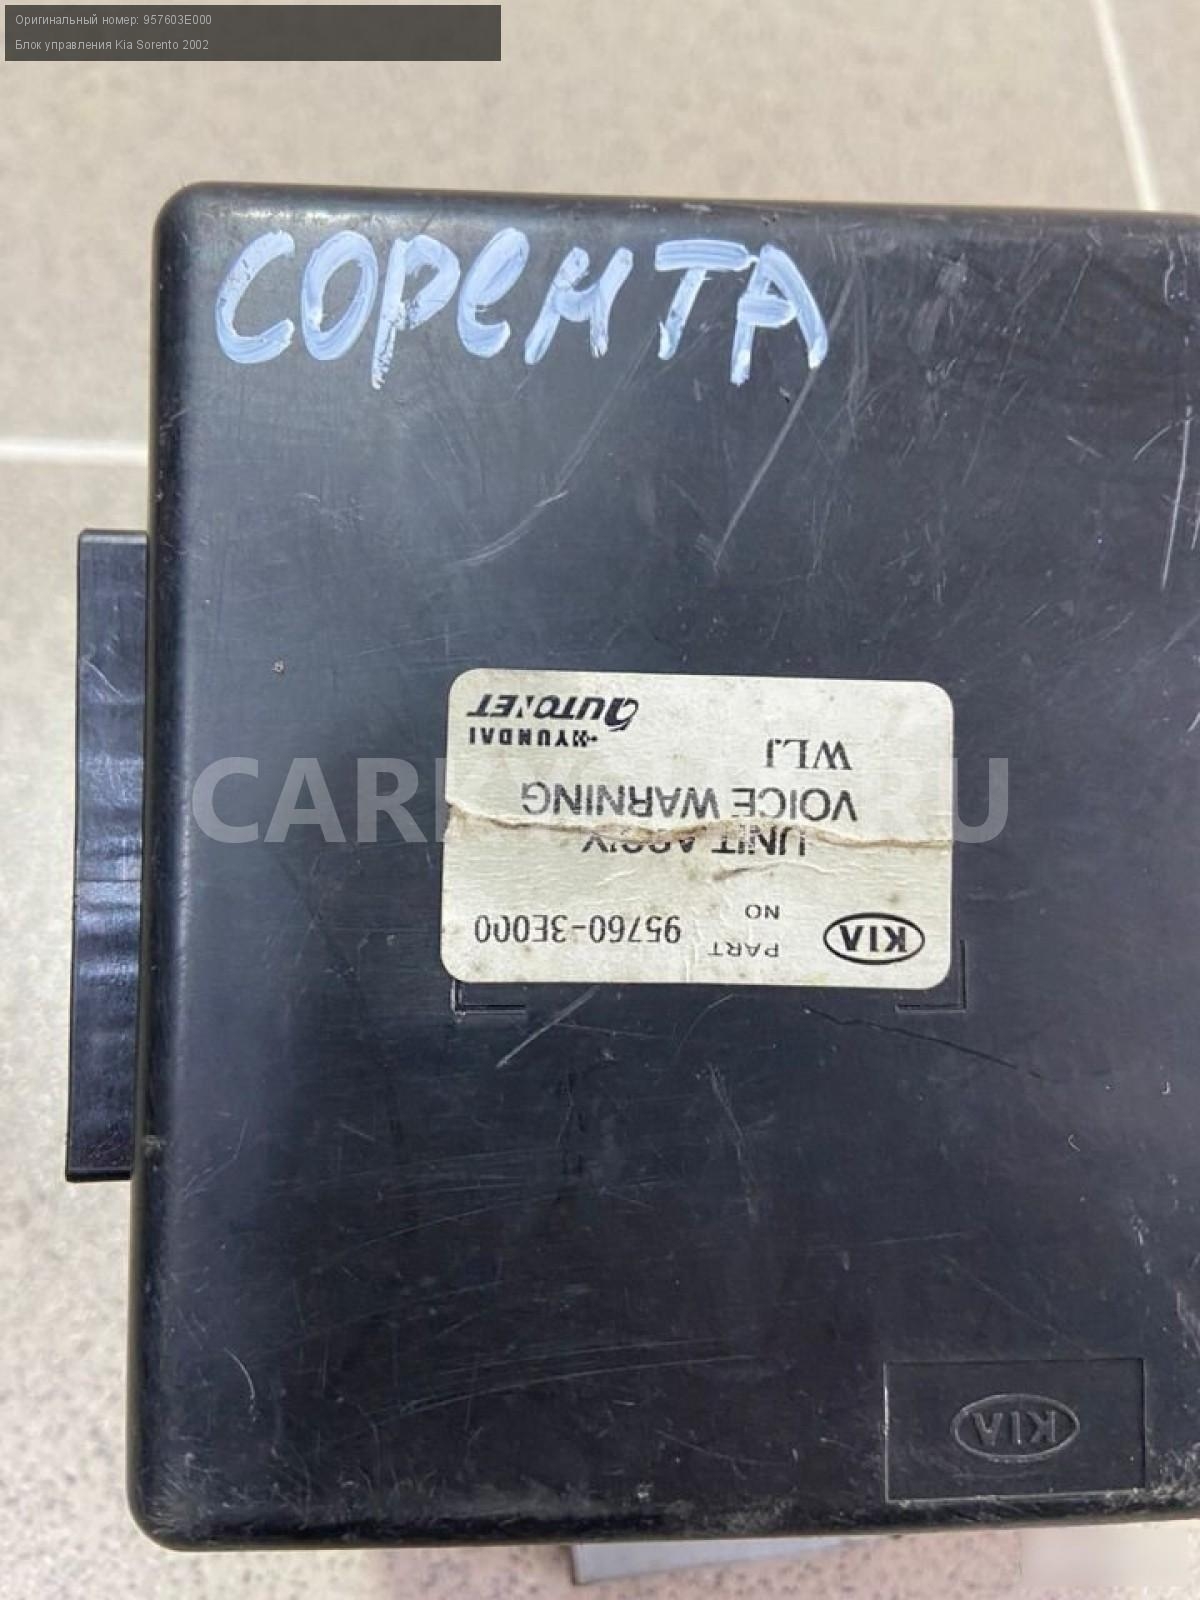 Оригинальный номер: 957603E000
Блок управления Kia Sorento 2002
СОРЕНТА
KIA
PART NO 95760-3E000
UNIT ASS'Y
VOICE WARNING
WLJ
HYUNDAI
AUTONET
KIA